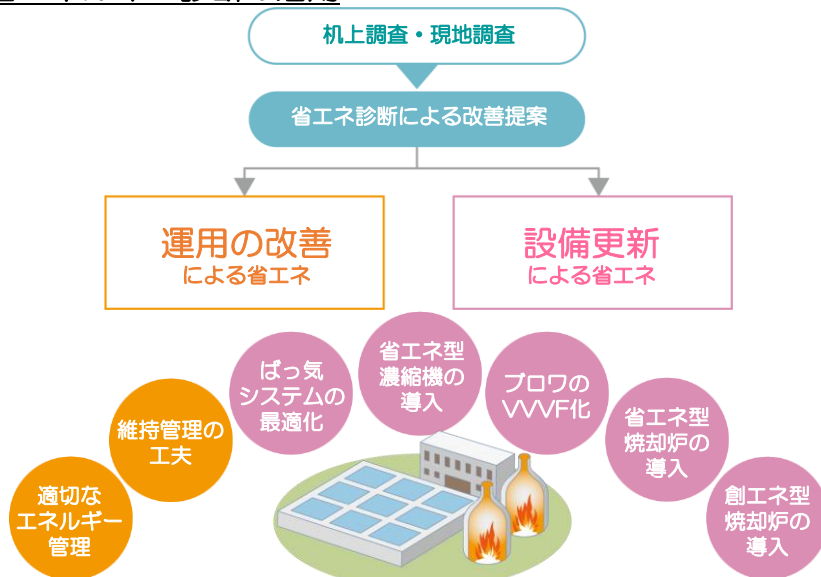 机上調査・現地調査
省エネ診断による改善提案
運用の改善
による省エネ
設備更新
による省エネ
適切な
エネルギー
管理
維持管理の
工夫
ばっ気
システムの
最適化
省エネ型
濃縮機の
導入
ブロワの
VVVF化
省エネ型
焼却炉の
導入
創エネ型
焼却炉の
導入